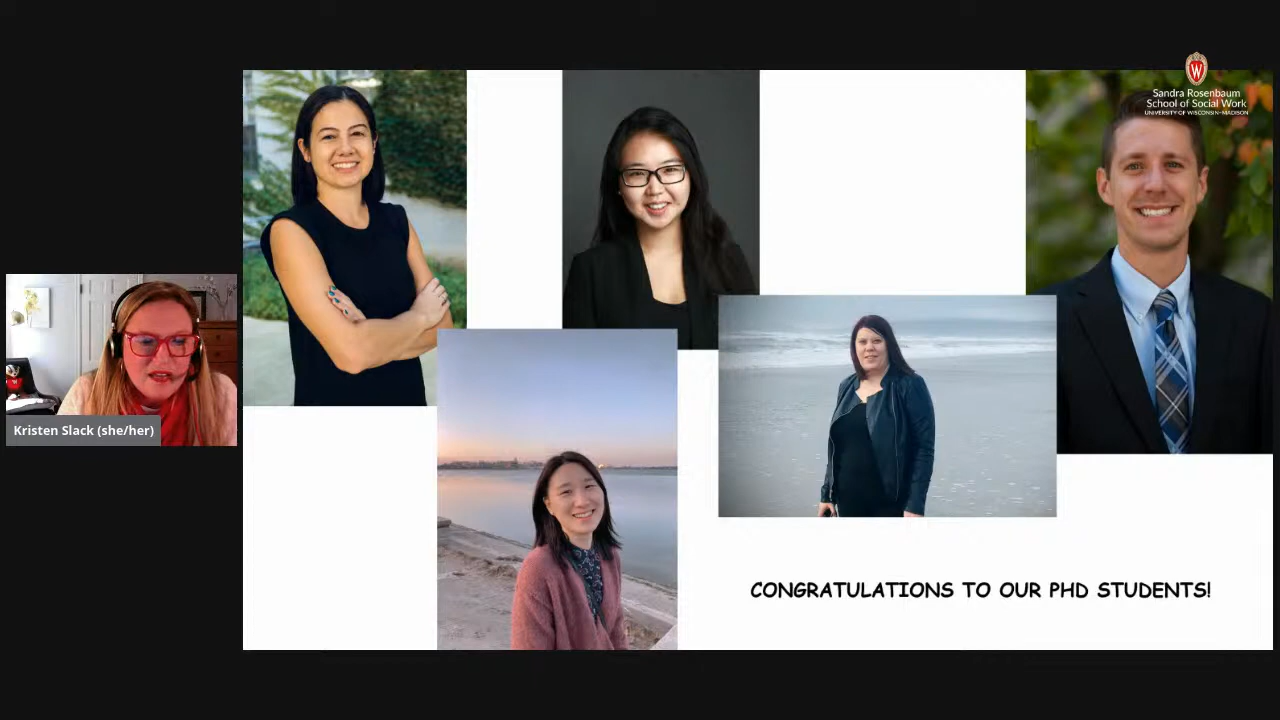 Sandra Rosenbaum
School of Social Work
UNIVERSITY OF WISCONSIN–MADISON
W
Kristen Slack (she/her)
CONGRATULATIONS TO OUR PHD STUDENTS!